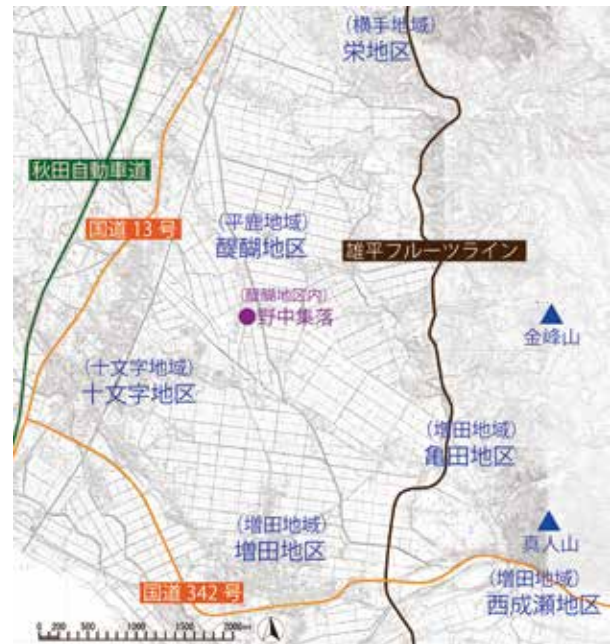 (横手地域)
栄地区
秋田自動車道
国道 13 号
(平鹿地域)
醍醐地区
雄平フルーツライン
(醍醐地区内)
野中集落
金峰山
(十文字地域)
十文字地区
(増田地域)
亀田地区
(増田地域)
増田地区
真人山
国道 342 号
(増田地域)
西成瀬地区
0 200 500 1000 1500 2000m